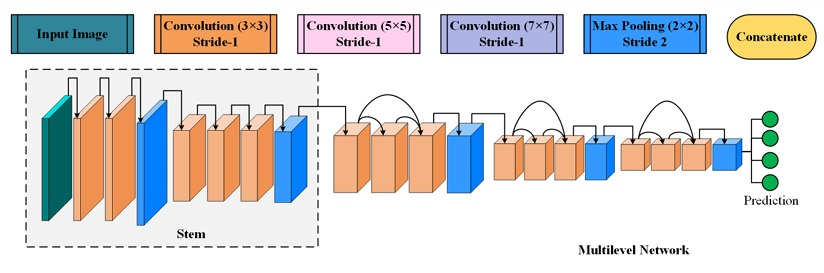 Input Image
Convolution (3×3)
Stride-1
Convolution (5×5)
Stride-1
Convolution (7×7)
Stride-1
Max Pooling (2×2)
Stride 2
Concatenate
Stem
Prediction
Multilevel Network